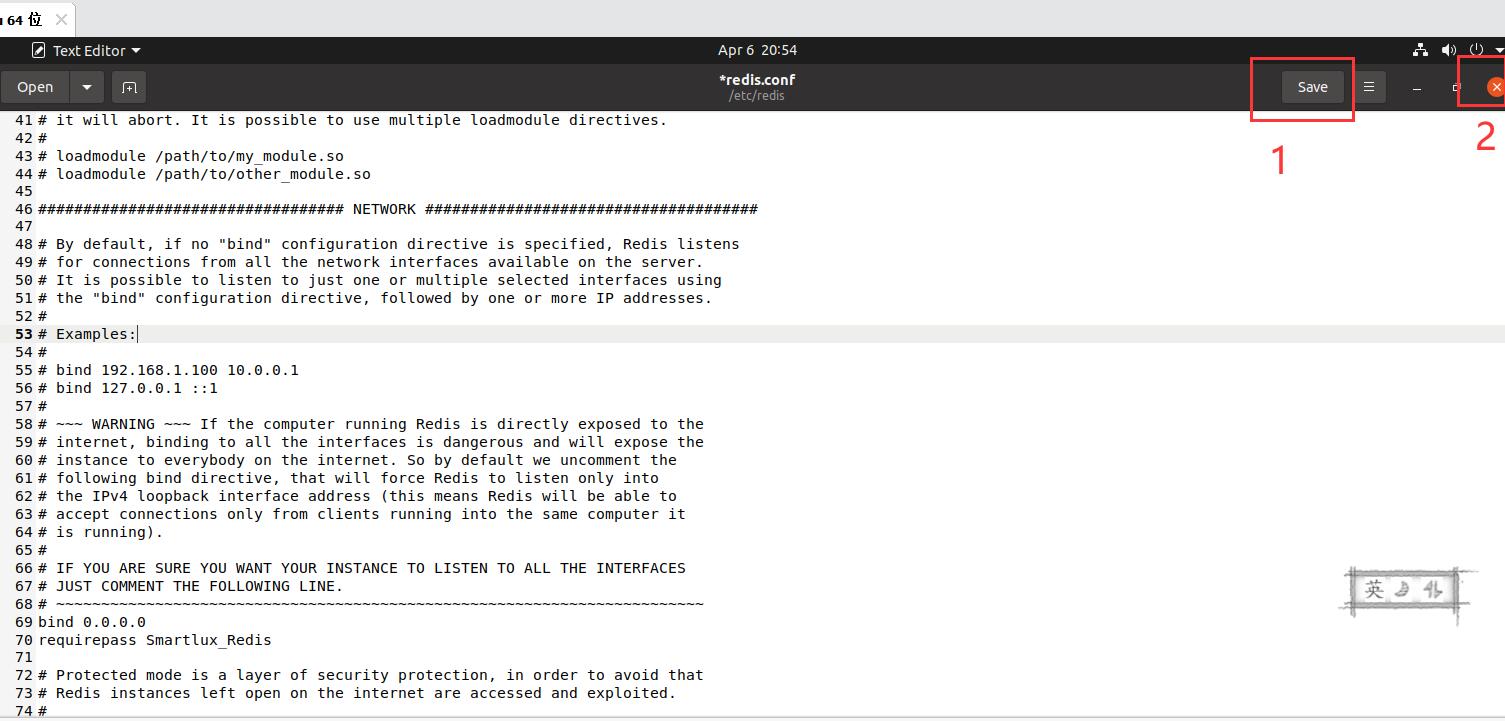 64 位
Text Editor
Apr 6 20:54
Open
*redis.conf
/etc/redis
Save
1
2
41 # it will abort. It is possible to use multiple loadmodule directives.
42 #
43 # loadmodule /path/to/my_module.so
44 # loadmodule /path/to/other_module.so
45
46 ################################## NETWORK #####################################
47
48 # By default, if no "bind" configuration directive is specified, Redis listens
49 # for connections from all the network interfaces available on the server.
50 # It is possible to listen to just one or multiple selected interfaces using
51 # the "bind" configuration directive, followed by one or more IP addresses.
52 #
53 # Examples:
54 #
55 # bind 192.168.1.100 10.0.0.1
56 # bind 127.0.0.1 ::1
57 #
58 # ~~~ WARNING ~~~ If the computer running Redis is directly exposed to the
59 # internet, binding to all the interfaces is dangerous and will expose the
60 # instance to everybody on the internet. So by default we uncomment the
61 # following bind directive, that will force Redis to listen only into
62 # the IPv4 loopback interface address (this means Redis will be able to
63 # accept connections only from clients running into the same computer it
64 # is running).
65 #
66 # IF YOU ARE SURE YOU WANT YOUR INSTANCE TO LISTEN TO ALL THE INTERFACES
67 # JUST COMMENT THE FOLLOWING LINE.
68 # ~~~~~~~~~~~~~~~~~~~~~~~~~~~~~~~~~~~~~~~~~~~~~~~~~~~~~~~~~~~~~~~~~~~~~~~~
69 bind 0.0.0.0
70 requirepass Smartlux_Redis
71
72 # Protected mode is a layer of security protection, in order to avoid that
73 # Redis instances left open on the internet are accessed and exploited.
74 #
英